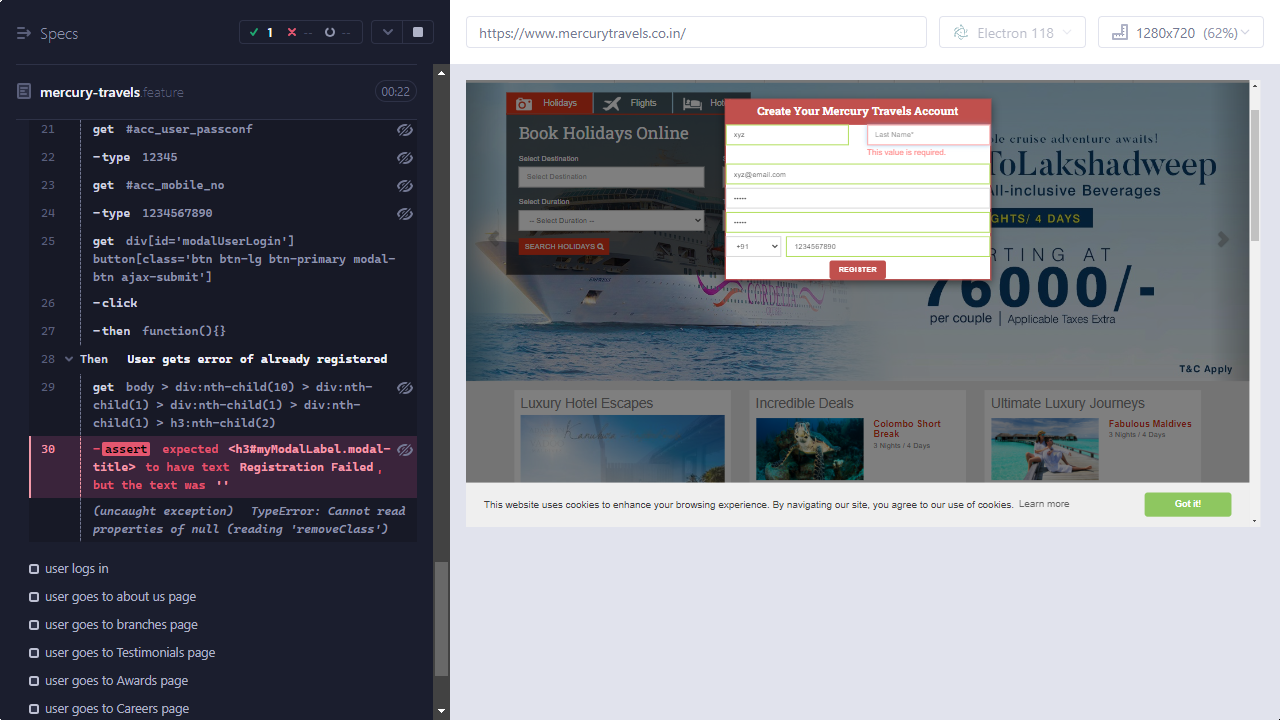 Specs
1
--
--
https://www.mercurytravels.co.in/
Electron 118
1280x720 (62%)
mercury-travels.feature
00:22
21 get #acc_user_passconf
22 -type 12345
23 get #acc_mobile_no
24 -type 1234567890
25 get div[id='modalUserLogin']
button[class='btn btn-lg btn-primary modal-
btn ajax-submit']
26 -click
27 -then function(){}
28 Then User gets error of already registered
29 get body > div:nth-child(10) > div:nth-
child(1) > div:nth-child(1) > div:nth-
child(1) > h3:nth-child(2)
30 -assert expected <h3#myModalLabel.modal-
title> to have text Registration Failed,
but the text was ''
(uncaught exception) TypeError: Cannot read
properties of null (reading 'removeClass')
user logs in
user goes to about us page
user goes to branches page
user goes to Testimonials page
user goes to Awards page
user goes to Careers page
Holidays
Flights
Hot
Book Holidays Online
Select Destination
Select Destination
Select Duration
-- Select Duration --
SEARCH HOLIDAYS
Create Your Mercury Travels Account
xyz
Last Name*
This value is required.
xyz@email.com
•••••
•••••
+91
1234567890
REGISTER
ble cruise adventure awaits!
ToLakshadweep
All-inclusive Beverages
IGHTS/ 4 DAYS
RTING AT
76000/-
per couple | Applicable Taxes Extra
T&C Apply
CORDELIA
Luxury Hotel Escapes
Incredible Deals
Colombo Short
Break
3 Nights / 4 Days
Ultimate Luxury Journeys
Fabulous Maldives
3 Nights / 4 Days
This website uses cookies to enhance your browsing experience. By navigating our site, you agree to our use of cookies. Learn more
Got it!